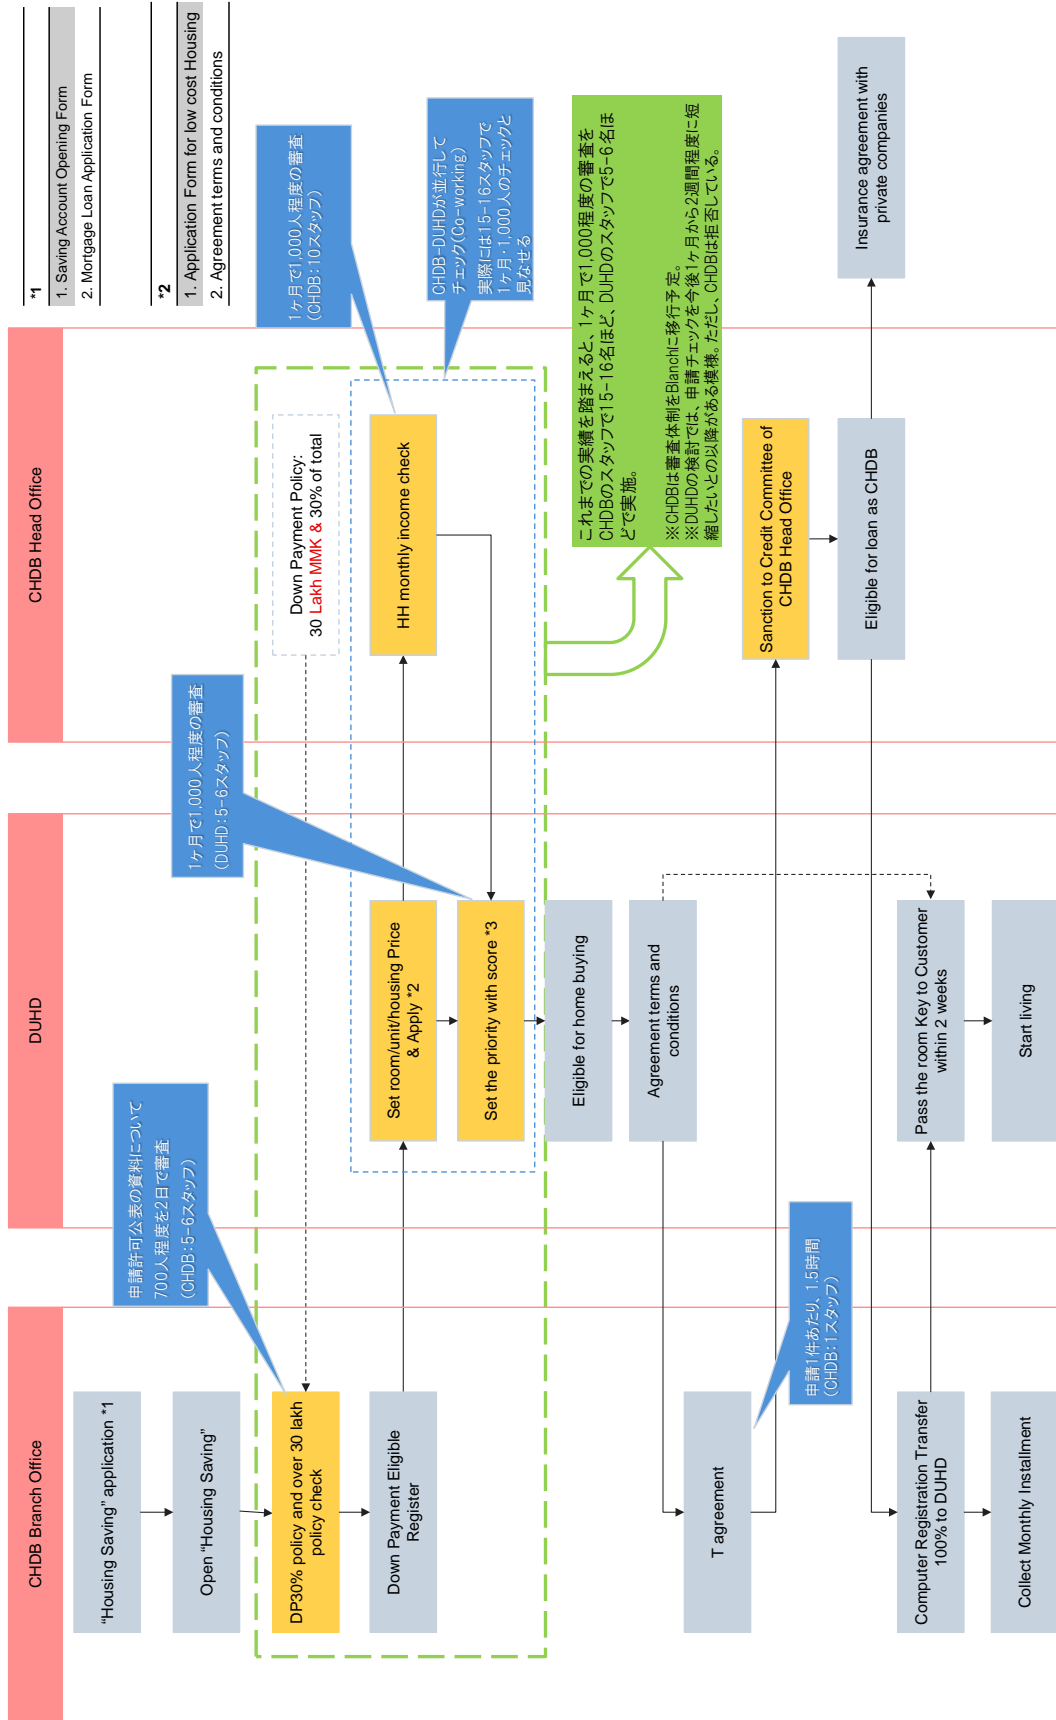 CHDB Branch Office
DUHD
CHDB Head Office
*1
1. Saving Account Opening Form
2. Mortgage Loan Application Form
*2
1. Application Form for low cost Housing
2. Agreement terms and conditions
"Housing Saving" application *1
Open "Housing Saving"
申請許可公表の資料について
700人程度を2日で審査
(CHDB：5-6スタッフ)
DP30% policy and over 30 lakh
policy check
Down Payment Policy:
30 Lakh MMK & 30% of total
Down Payment Eligible
Register
1ヶ月で1,000人程度の審査
(DUHD：5-6スタッフ)
Set room/unit/housing Price
& Apply *2
1ヶ月で1,000人程度の審査
(CHDB：10スタッフ)
HH monthly income check
Set the priority with score *3
CHDB-DUHDが並行して
チェック(Co-working)
実際には15-16スタッフで
1ヶ月・1,000人のチェックと
見なせる
Eligible for home buying
Agreement terms and
conditions
これまでの実績を踏まえると、1ヶ月で1,000程度の審査を
CHDBのスタッフで15-16名ほど、DUHDのスタッフで5-6名ほ
どで実施。
※CHDBは審査体制をBlanchに移行予定。
※DUHDの検討では、申請チェックを今後1ヶ月から2週間程度に短
縮したいとの以降がある模様。ただし、CHDBは拒否している。
T agreement
申請1件あたり、1.5時間
(CHDB：1スタッフ)
Sanction to Credit Committee of
CHDB Head Office
Eligible for loan as CHDB
Insurance agreement with
private companies
Computer Registration Transfer
100% to DUHD
Pass the room Key to Customer
within 2 weeks
Collect Monthly Installment
Start living